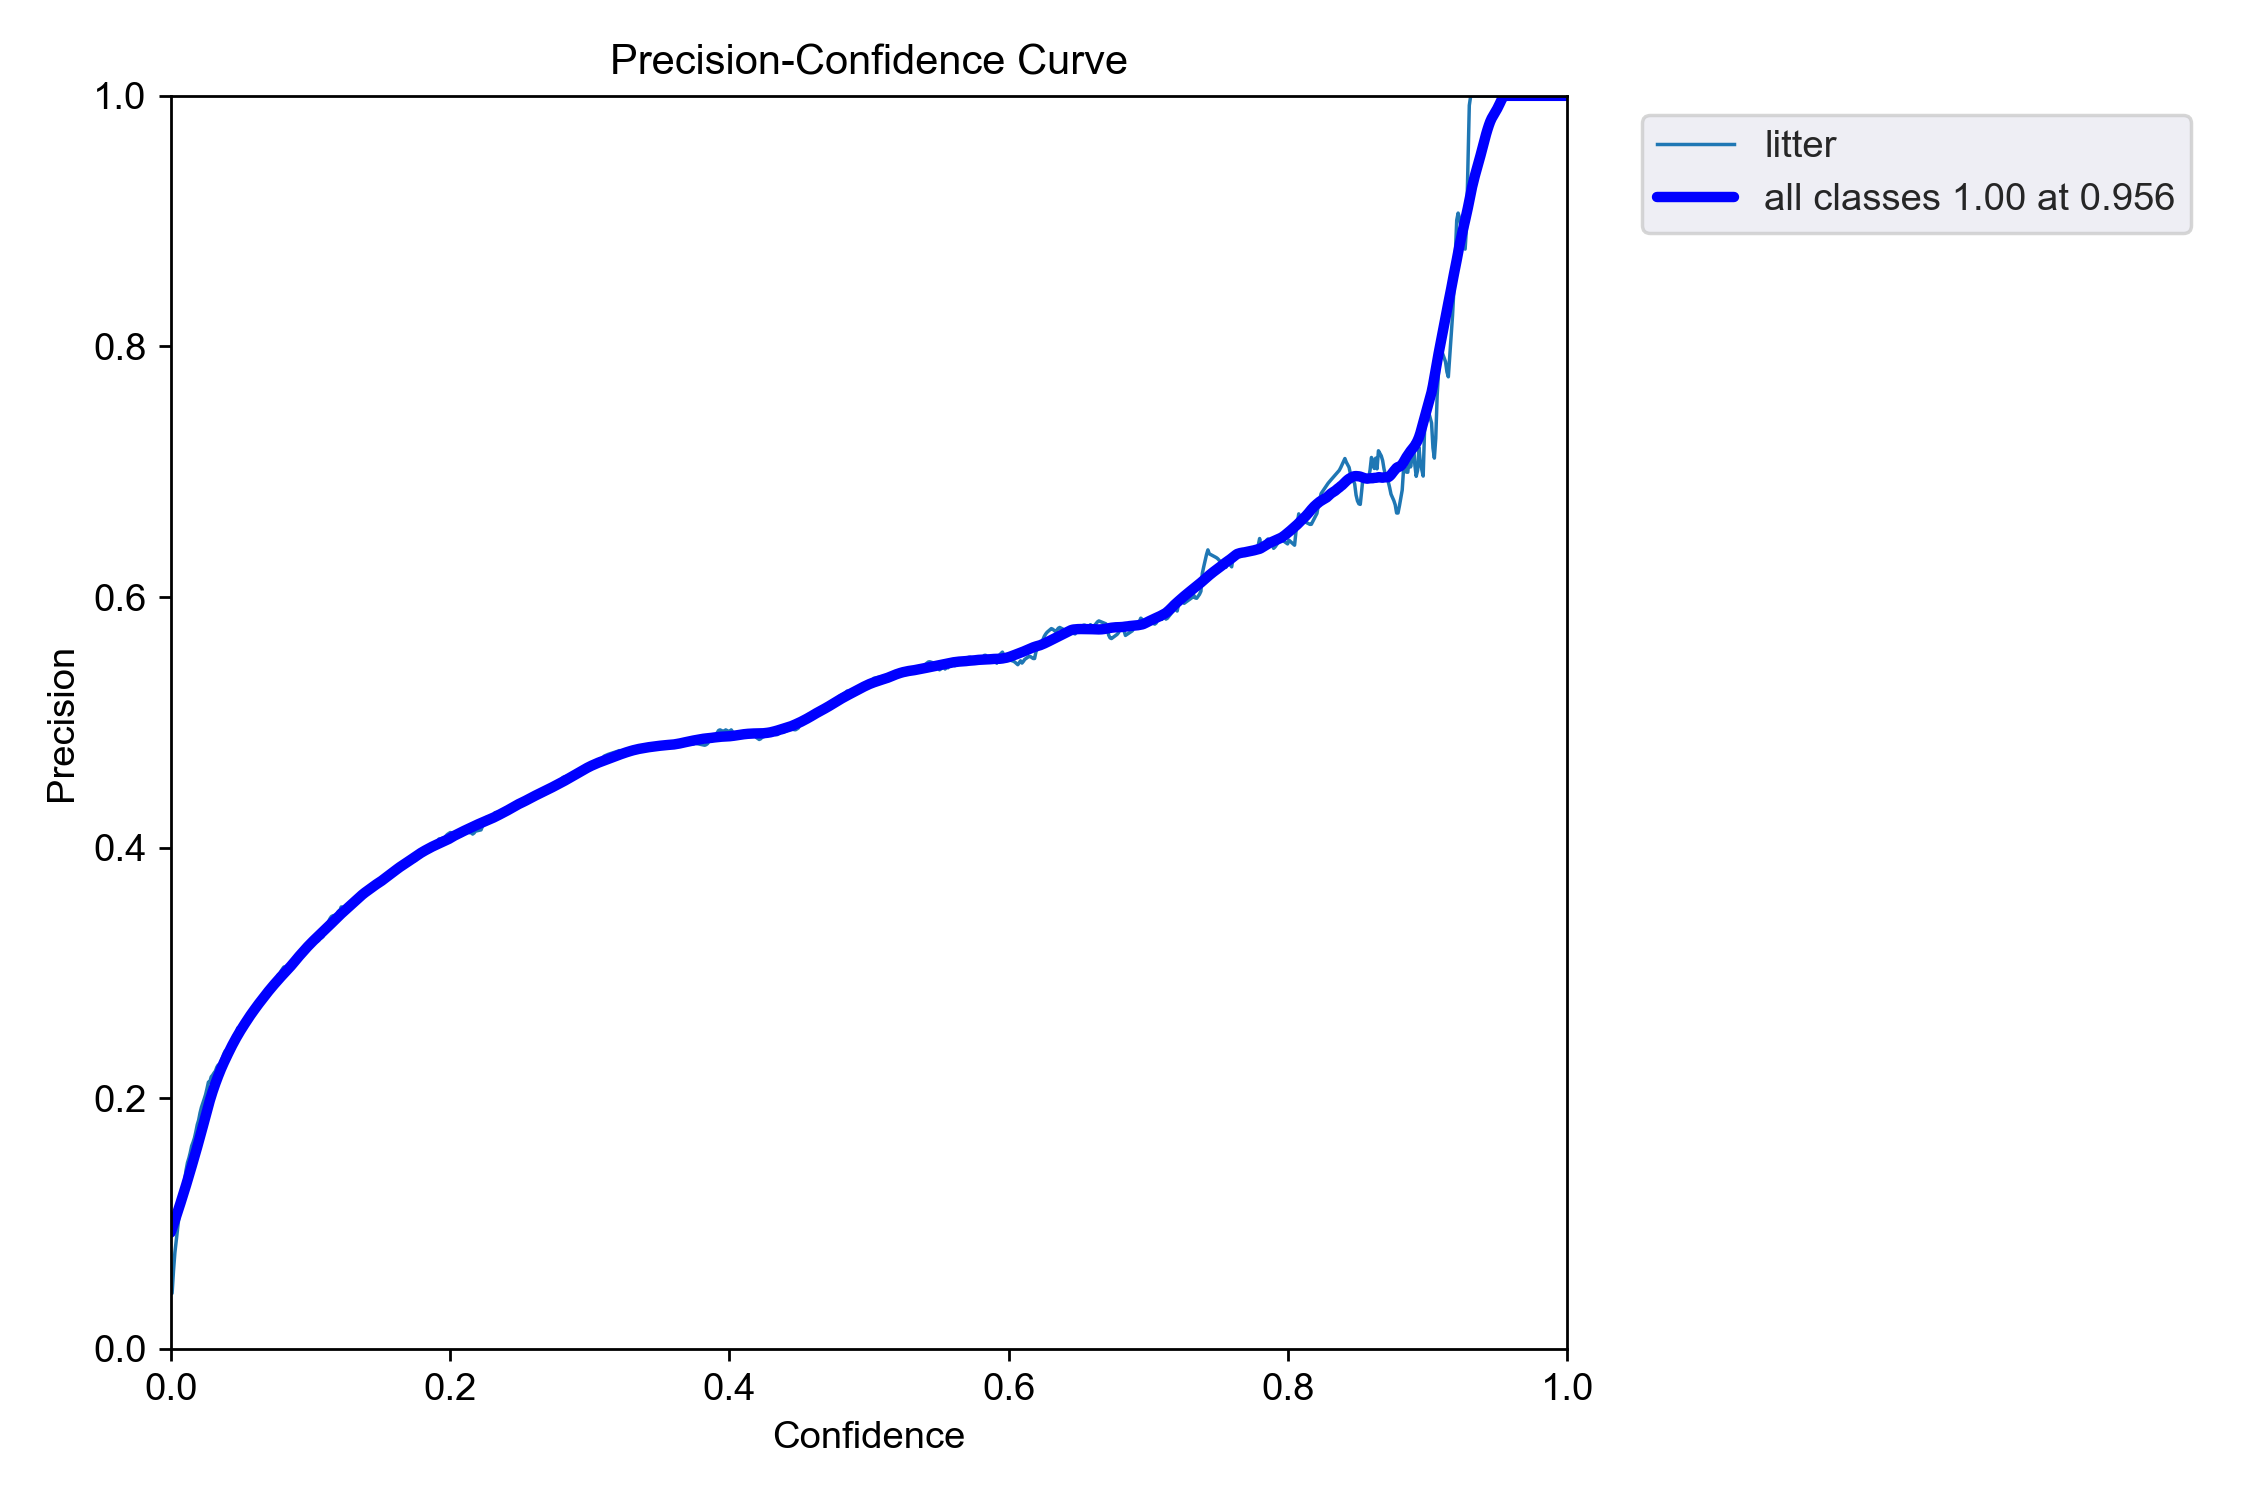 Precision-Confidence Curve
1.0
0.8
0.6
0.4
0.2
0.0
Precision
0.0 0.2 0.4 0.6 0.8 1.0
Confidence
litter
all classes 1.00 at 0.956